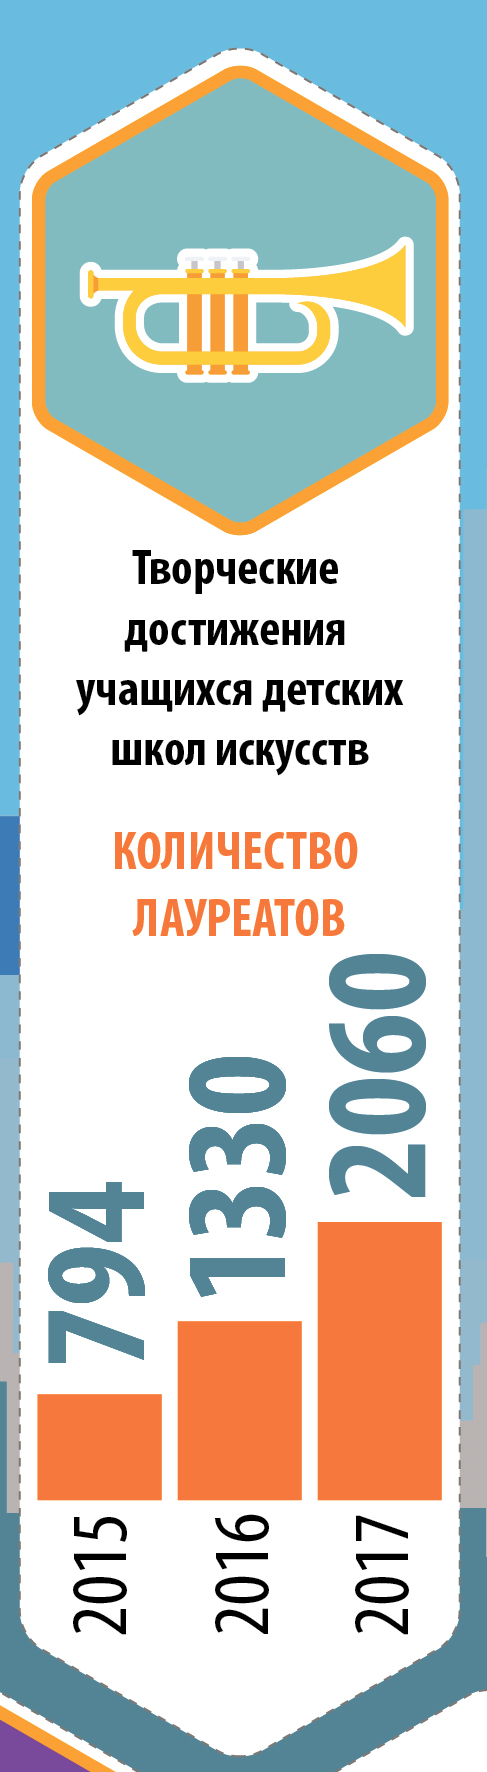 Творческие
достижения
учащихся детских
школ искусств
КОЛИЧЕСТВО
ЛАУРЕАТОВ
794
1330
2060
2015
2016
2017